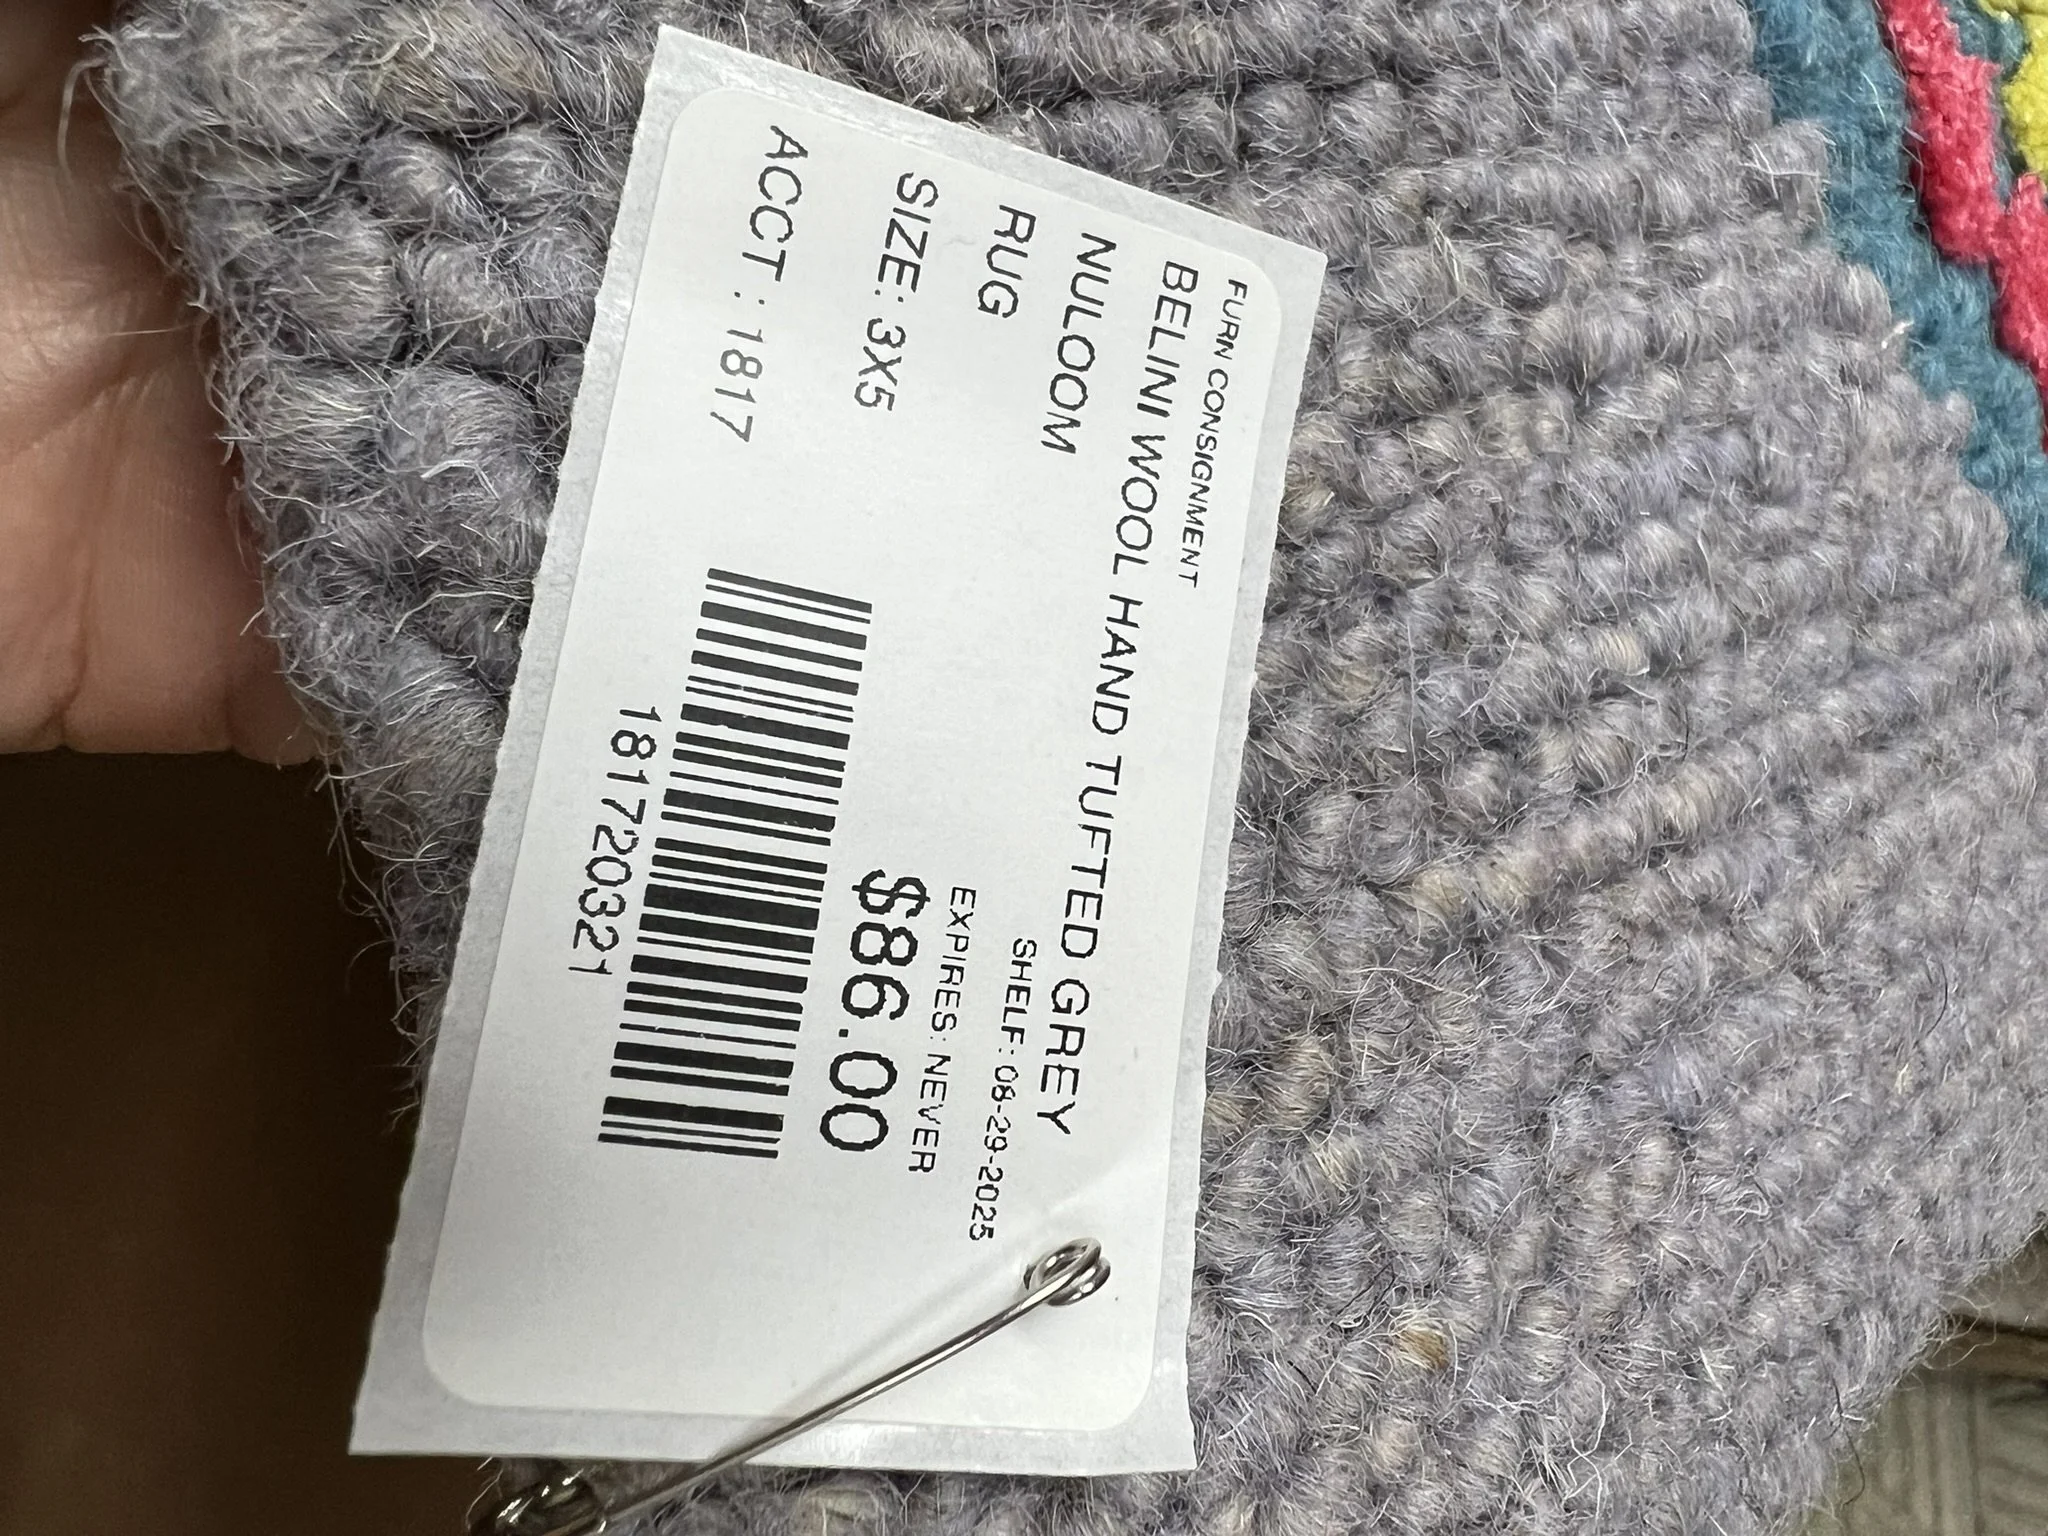 FURN CONSIGNMENT
BELINI WOOL HAND TUFTED GREY
NULOOM
RUG
SHELF: 08-29-2025
SIZE: 3X5
EXPIRES: NEVER
$86.00
ACCT : 1817
181720321